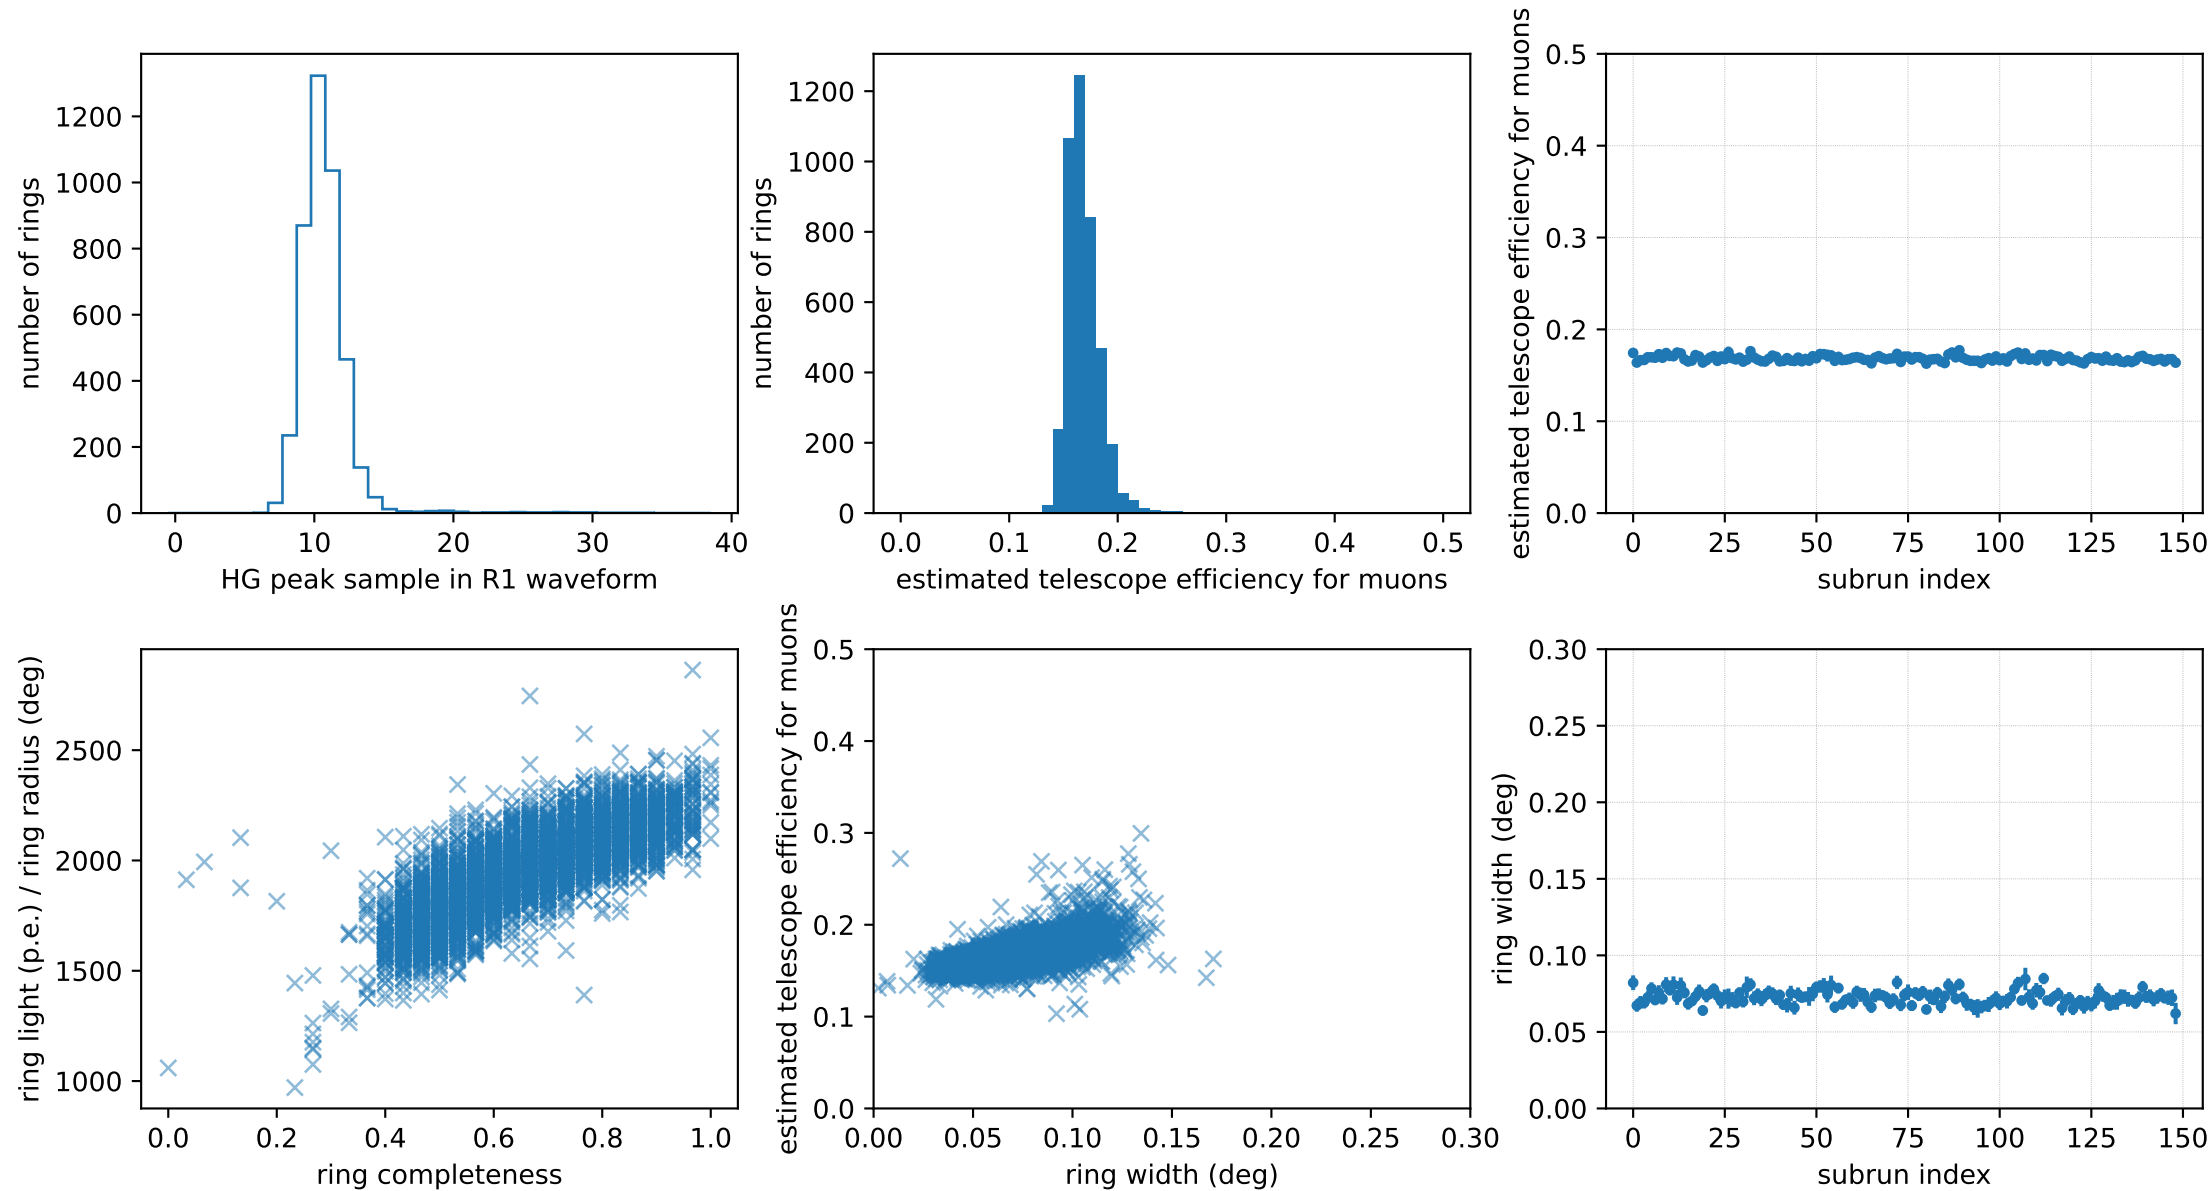 number of rings
1200
1000
800
600
400
200
0
0 10 20 30 40
HG peak sample in R1 waveform
number of rings
1200
1000
800
600
400
200
0
0.0 0.1 0.2 0.3 0.4 0.5
estimated telescope efficiency for muons
estimated telescope efficiency for muons
0.5
0.4
0.3
0.2
0.1
0.0
0 25 50 75 100 125 150
subrun index
ring light (p.e.) / ring radius (deg)
2500
2000
1500
1000
0.0 0.2 0.4 0.6 0.8 1.0
ring completeness
estimated telescope efficiency for muons
0.5
0.4
0.3
0.2
0.1
0.0
0.00 0.05 0.10 0.15 0.20 0.25 0.30
ring width (deg)
ring width (deg)
0.30
0.25
0.20
0.15
0.10
0.05
0.00
0 25 50 75 100 125 150
subrun index